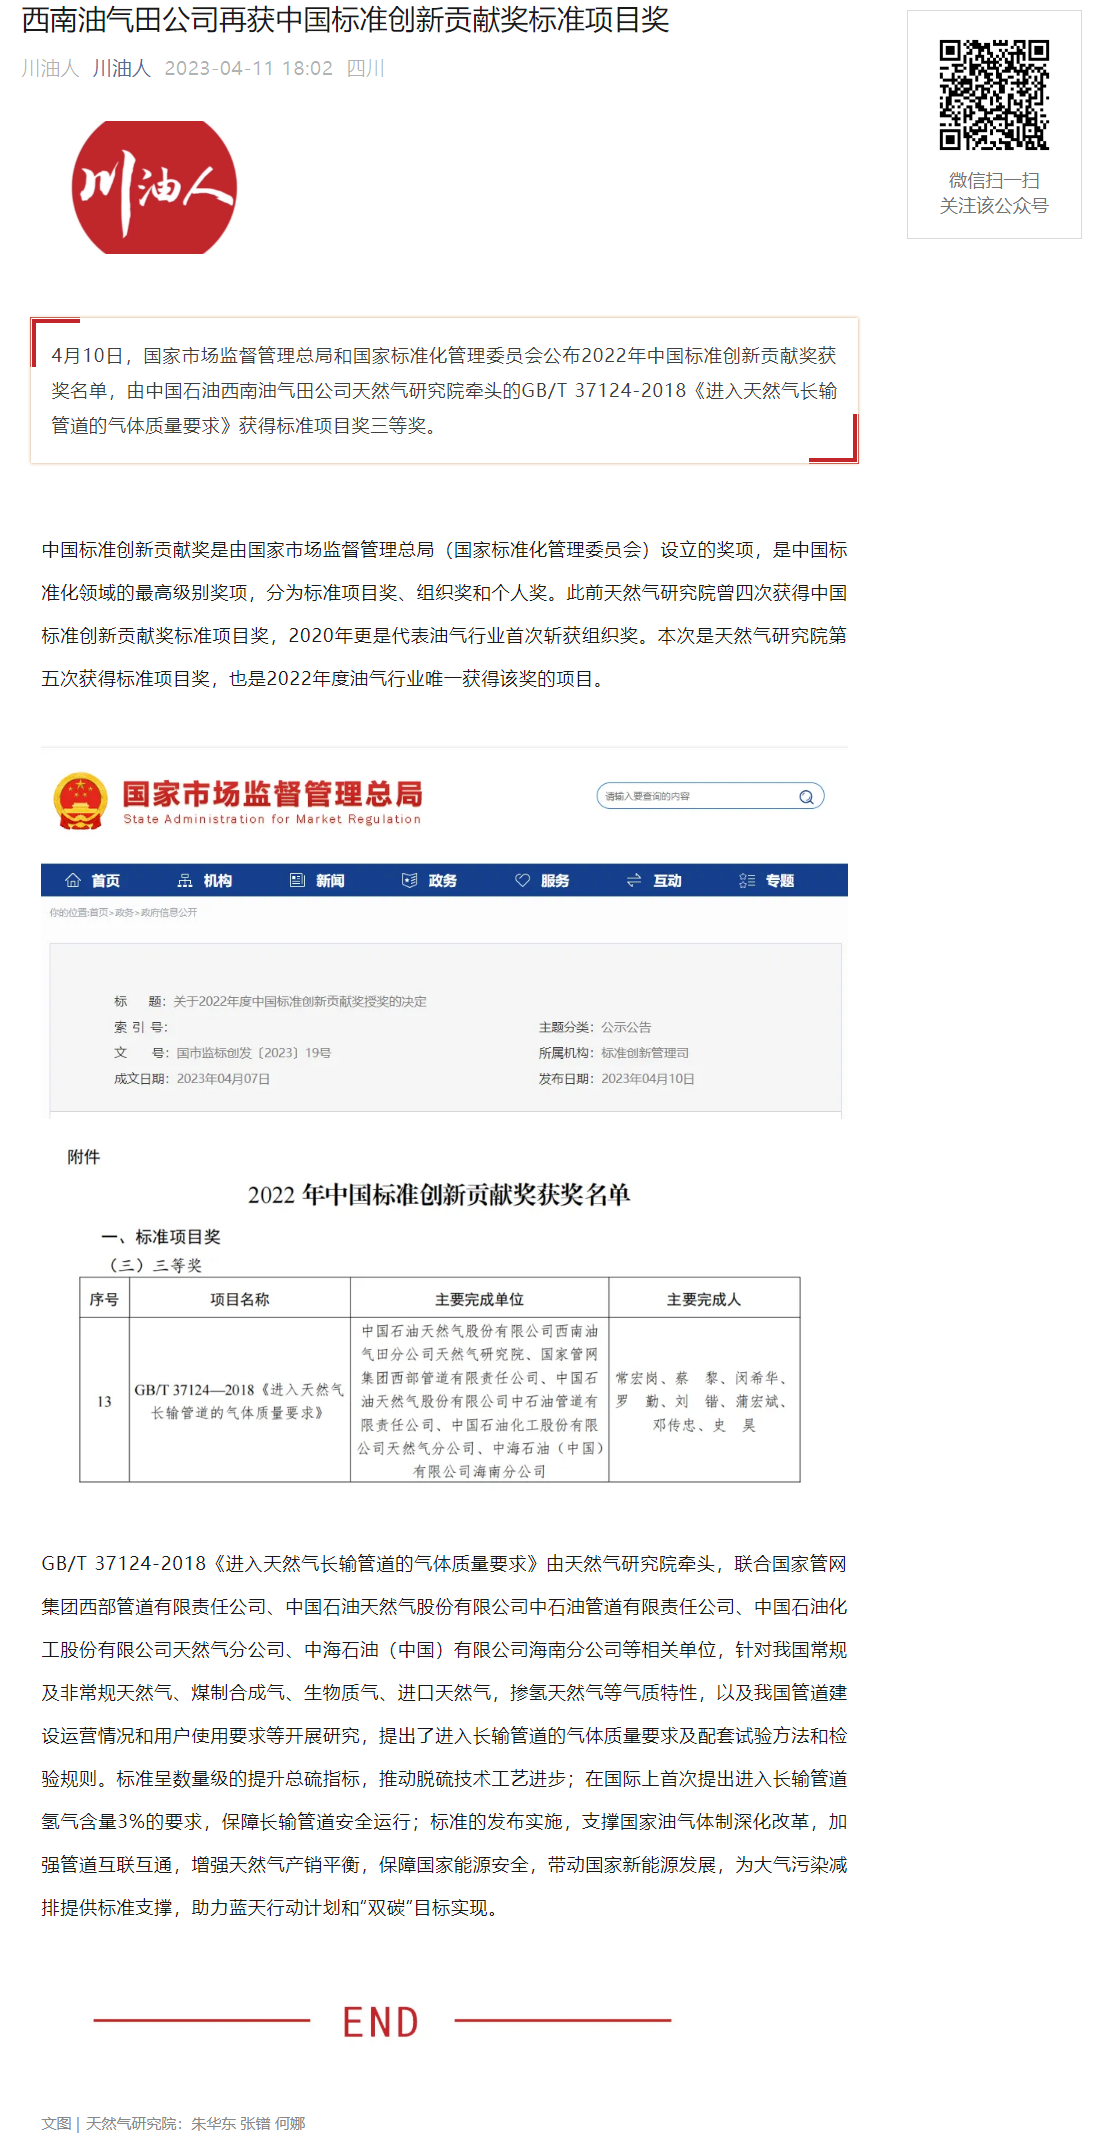 西南油气田公司再获中国标准创新贡献奖标准项目奖
川油人 川油人 2023-04-11 18:02 四川
微信扫一扫
关注该公众号
川油人
4月10日，国家市场监督管理总局和国家标准化管理委员会公布2022年中国标准创新贡献奖获
奖名单，由中国石油西南油气田公司天然气研究院牵头的GB/T 37124-2018《进入天然气长输
管道的气体质量要求》获得标准项目奖三等奖。
中国标准创新贡献奖是由国家市场监督管理总局（国家标准化管理委员会）设立的奖项，是中国标
准化领域的最高级别奖项，分为标准项目奖、组织奖和个人奖。此前天然气研究院曾四次获得中国
标准创新贡献奖标准项目奖，2020年更是代表油气行业首次斩获组织奖。本次是天然气研究院第
五次获得标准项目奖，也是2022年度油气行业唯一获得该奖的项目。
国家市场监督管理总局
State Administration for Market Regulation
请输入要查询的内容
首页 机构 新闻 政务 服务 互动 专题
你的位置:首页>政务>政府信息公开
标 题：关于2022年度中国标准创新贡献奖授奖的决定
索 引 号： 主题分类：公示公告
文 号：国市监标创发〔2023〕19号 所属机构：标准创新管理司
成文日期：2023年04月07日 发布日期：2023年04月10日
附件
2022 年中国标准创新贡献奖获奖名单
一、标准项目奖
（三）三等奖
序号 项目名称 主要完成单位 主要完成人
13
GB/T 37124—2018《进入天然气
长输管道的气体质量要求》
中国石油天然气股份有限公司西南油
气田分公司天然气研究院、国家管网
集团西部管道有限责任公司、中国石
油天然气股份有限公司中石油管道有
限责任公司、中国石油化工股份有限
公司天然气分公司、中海石油（中国）
有限公司海南分公司
常宏岗、蔡 黎、闵希华、
罗 勤、刘 锴、蒲宏斌、
邓传忠、史 昊
GB/T 37124-2018《进入天然气长输管道的气体质量要求》由天然气研究院牵头，联合国家管网
集团西部管道有限责任公司、中国石油天然气股份有限公司中石油管道有限责任公司、中国石油化
工股份有限公司天然气分公司、中海石油（中国）有限公司海南分公司等相关单位，针对我国常规
及非常规天然气、煤制合成气、生物质气、进口天然气，掺氢天然气等气质特性，以及我国管道建
设运营情况和用户使用要求等开展研究，提出了进入长输管道的气体质量要求及配套试验方法和检
验规则。标准呈数量级的提升总硫指标，推动脱硫技术工艺进步；在国际上首次提出进入长输管道
氢气含量3%的要求，保障长输管道安全运行；标准的发布实施，支撑国家油气体制深化改革，加
强管道互联互通，增强天然气产销平衡，保障国家能源安全，带动国家新能源发展，为大气污染减
排提供标准支撑，助力蓝天行动计划和“双碳”目标实现。
END
文图 | 天然气研究院：朱华东 张镨 何娜